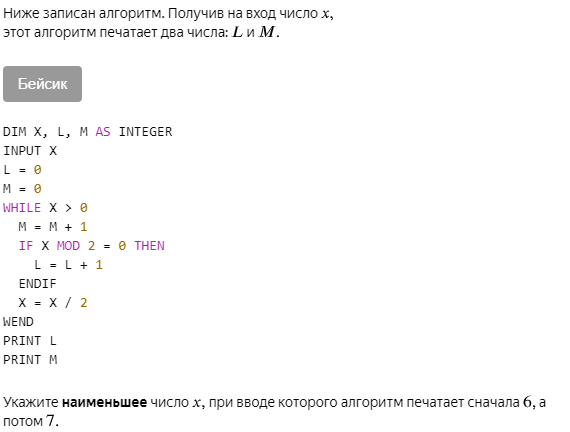 Ниже записан алгоритм. Получив на вход число x,
этот алгоритм печатает два числа: L и M.
Бейсик
DIM X, L, M AS INTEGER
INPUT X
L = 0
M = 0
WHILE X > 0
  M = M + 1
  IF X MOD 2 = 0 THEN
    L = L + 1
  ENDIF
  X = X / 2
WEND
PRINT L
PRINT M
Укажите наименьшее число x, при вводе которого алгоритм печатает сначала 6, а
потом 7.